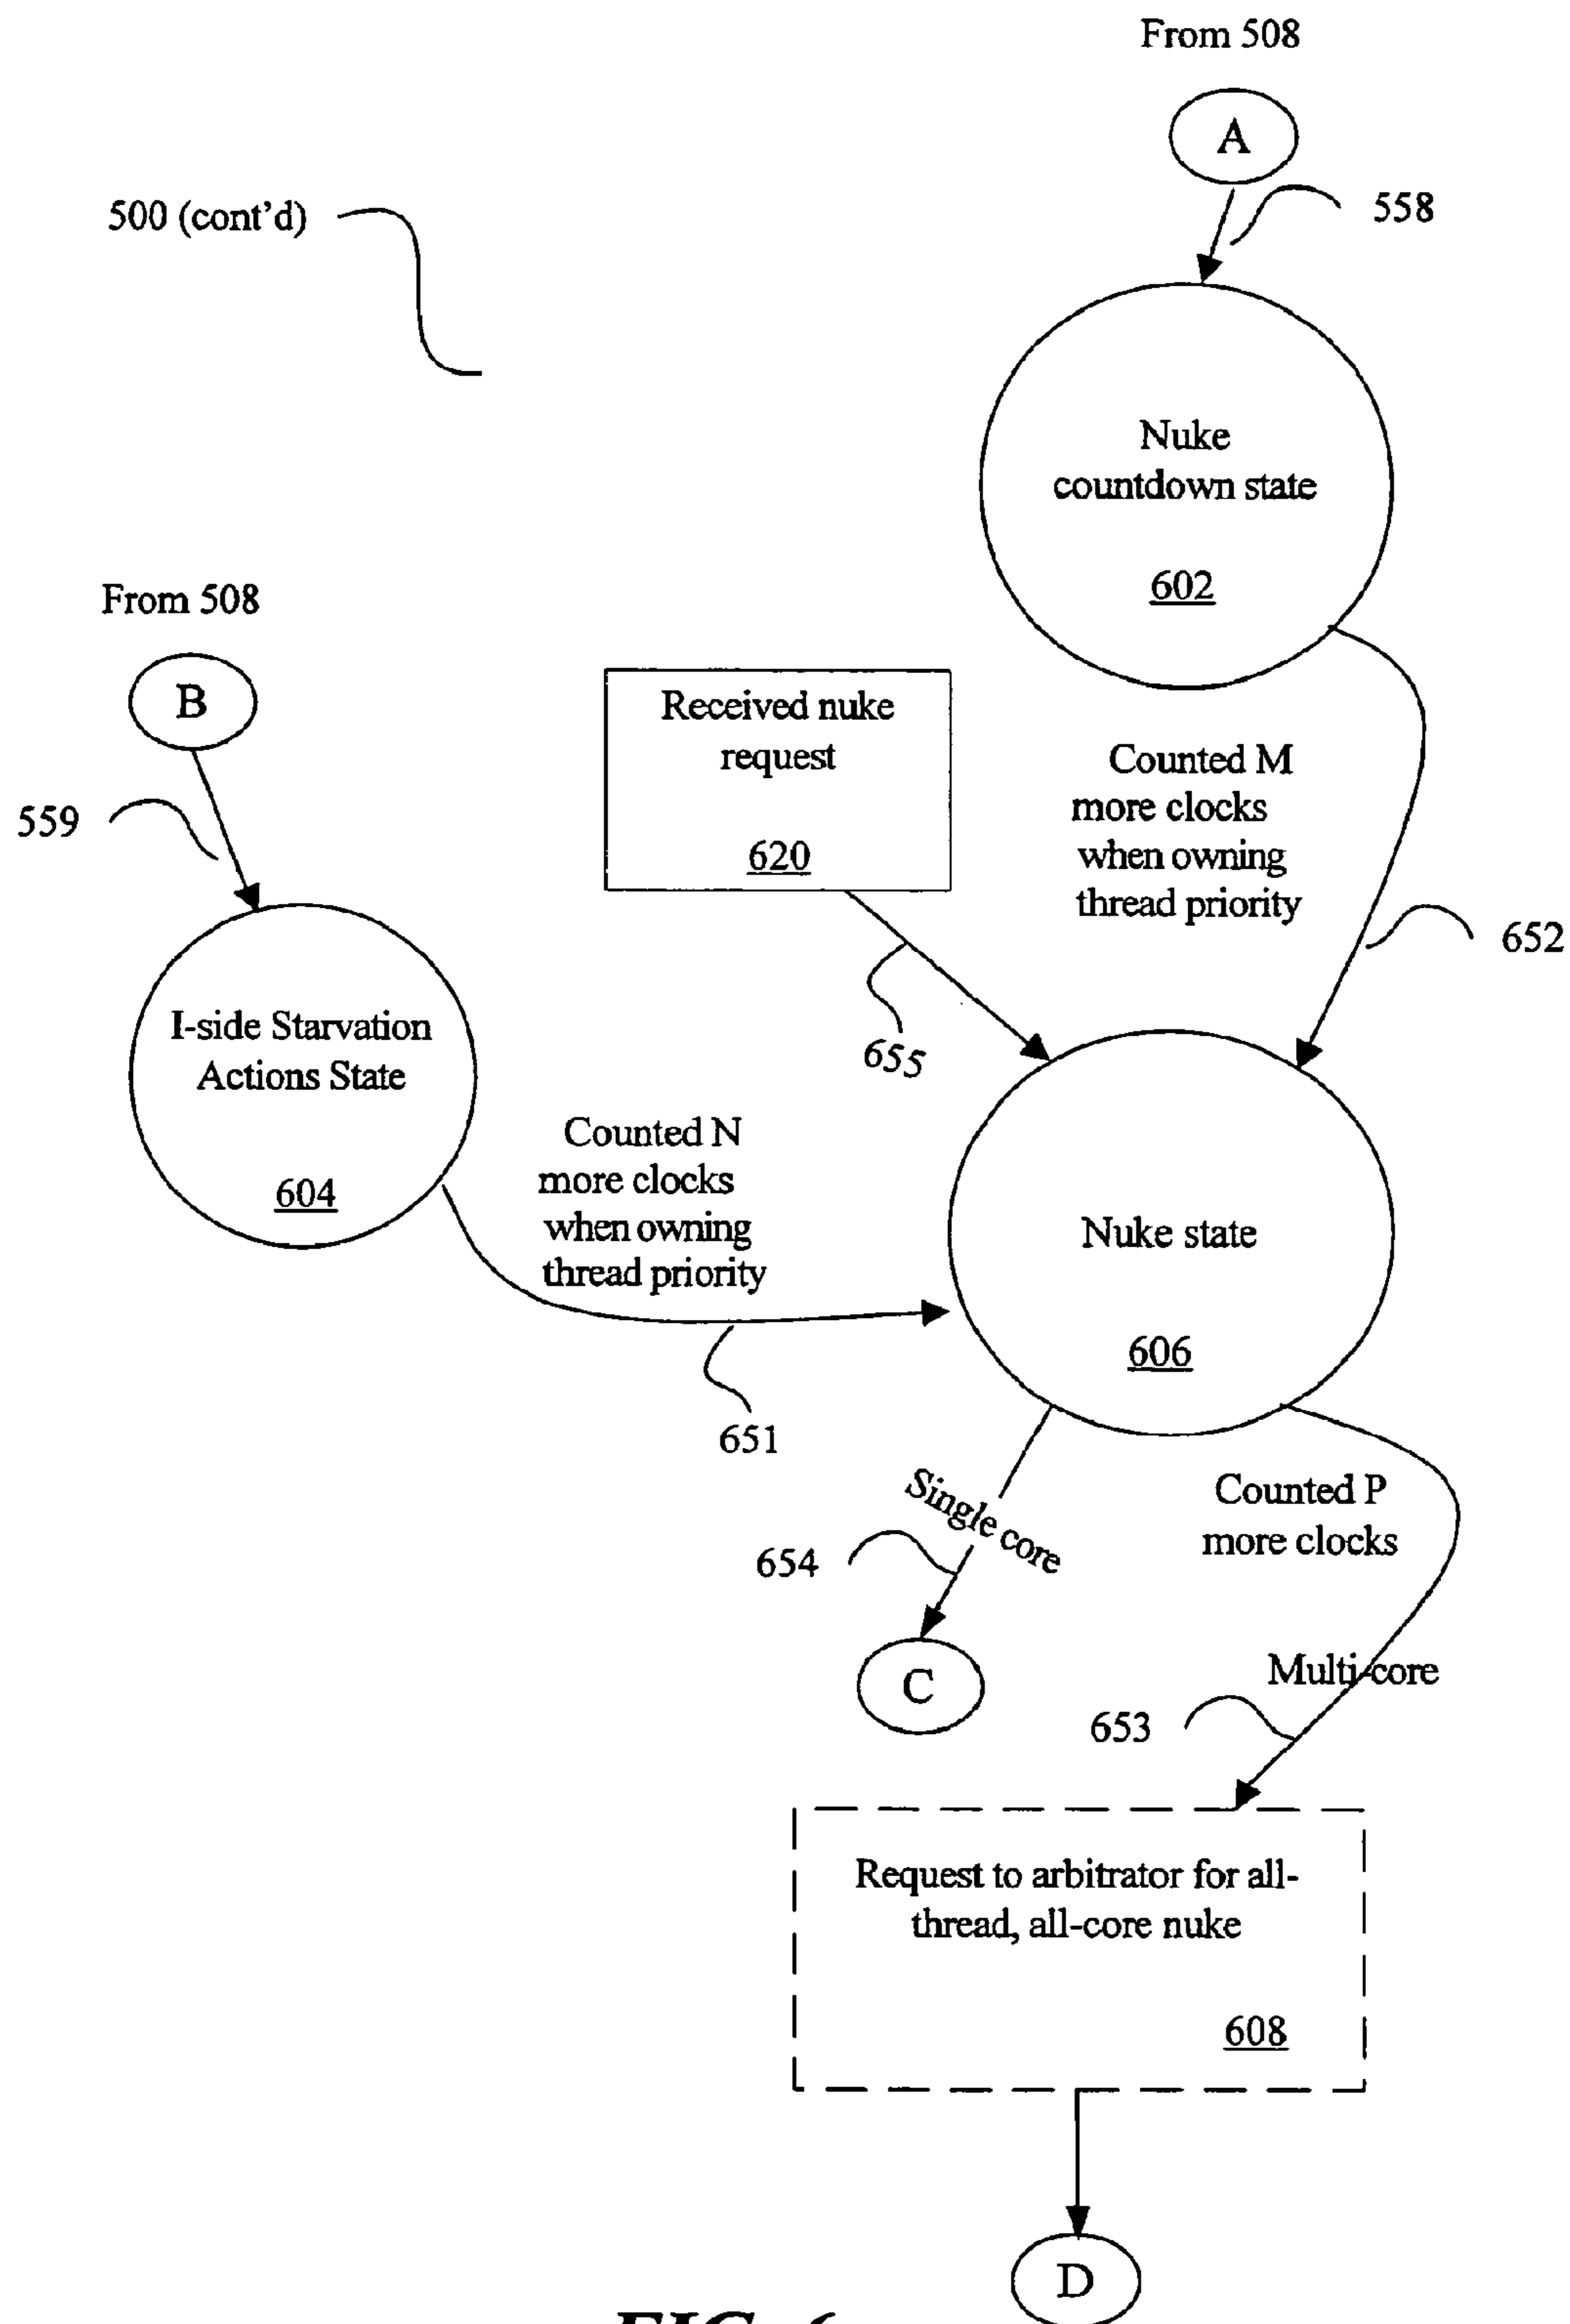 From 508
A
500 (cont'd)
558
Nuke
countdown state
602
From 508
B
559
Received nuke
request
620
Counted M
more clocks
when owning
thread priority
652
I-side Starvation
Actions State
604
655
Counted N
more clocks
when owning
thread priority
651
Nuke state
606
Single core
654
C
Counted P
more clocks
Multi-core
653
Request to arbitrator for all-
thread, all-core nuke
608
D
FIG. 6